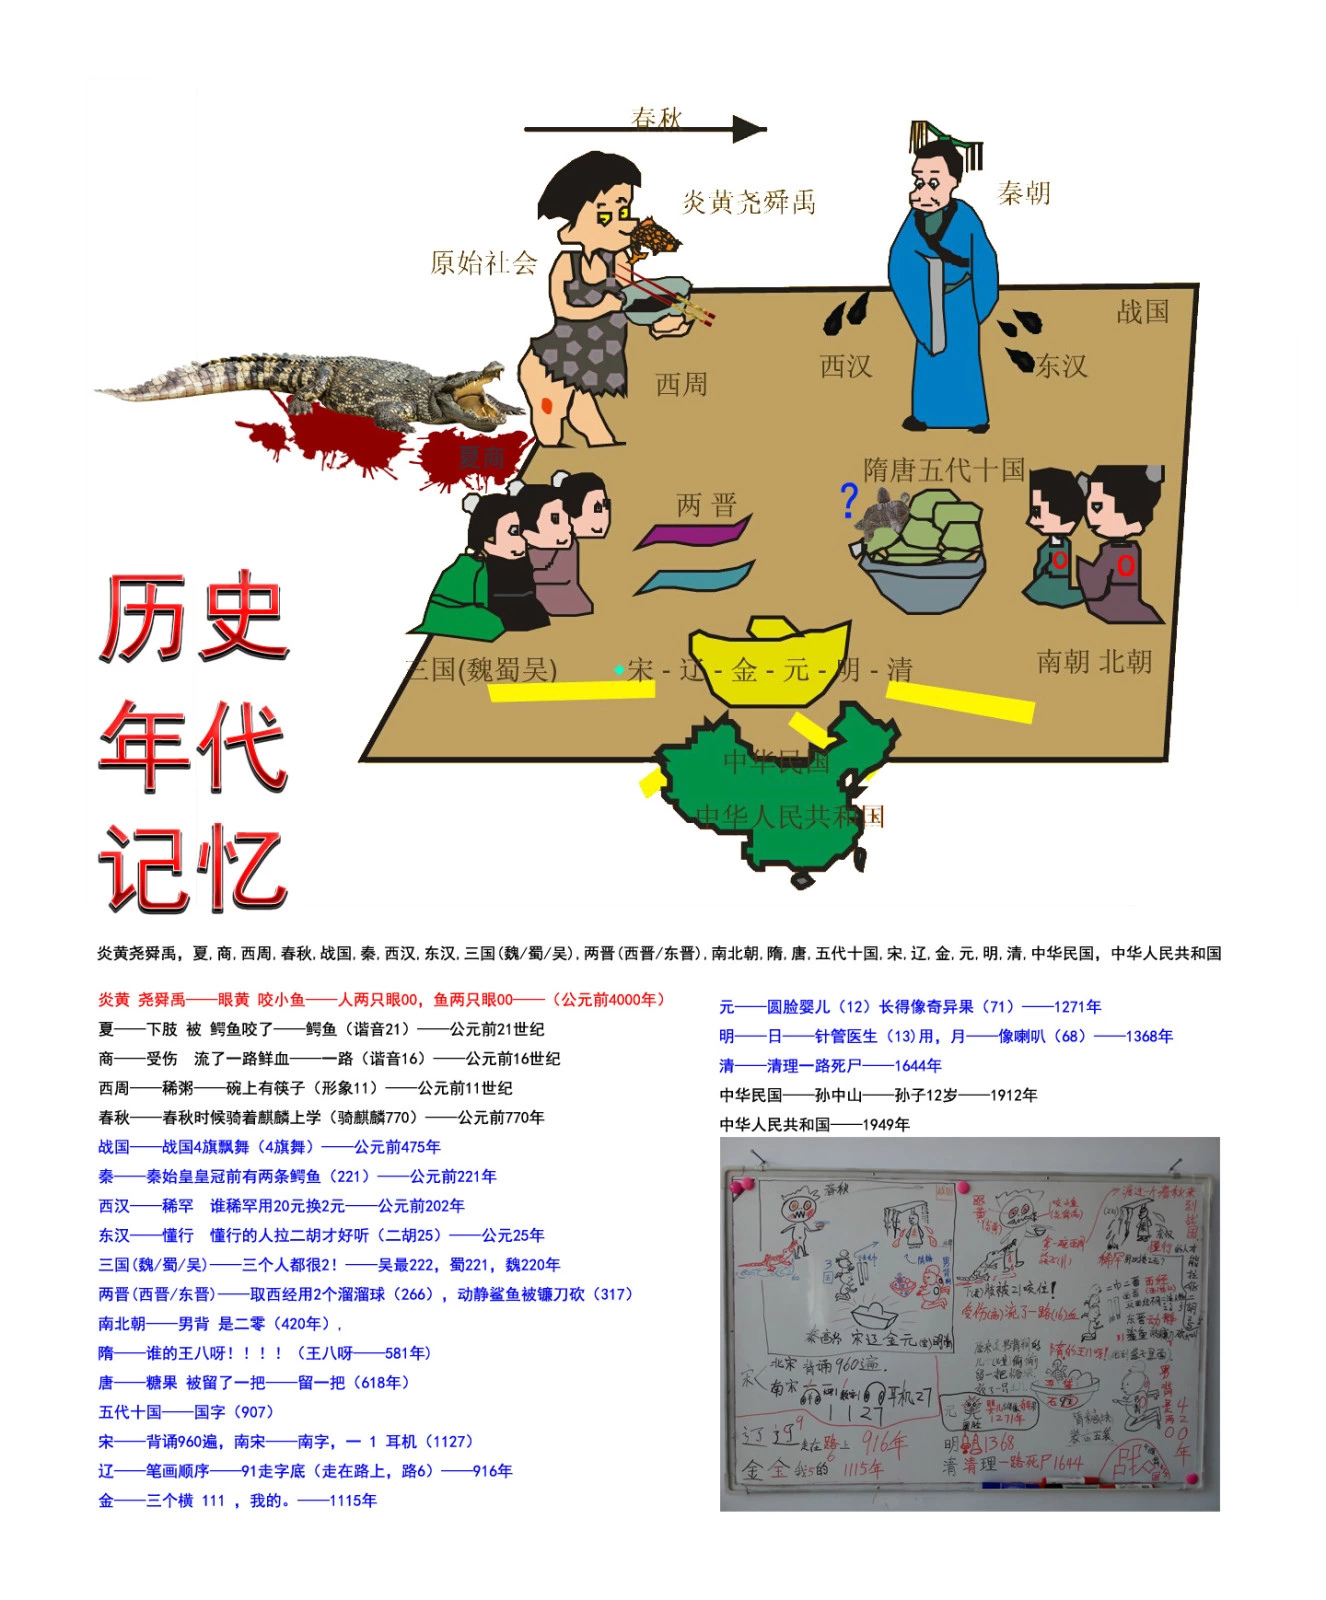 春秋
炎黄尧舜禹
秦朝
原始社会
战国
西汉
东汉
西周
夏商
隋唐五代十国
?
两 晋
O O
历史
年代
记忆
三国(魏蜀吴)
宋 - 辽 - 金 - 元 - 明 - 清
南朝 北朝
中华民国
中华人民共和国
炎黄尧舜禹，夏,商,西周,春秋,战国,秦,西汉,东汉,三国(魏/蜀/吴),两晋(西晋/东晋),南北朝,隋,唐,五代十国,宋,辽,金,元,明,清,中华民国，中华人民共和国
炎黄 尧舜禹——眼黄 咬小鱼——人两只眼00，鱼两只眼00——（公元前4000年）
夏——下肢 被 鳄鱼咬了——鳄鱼（谐音21）——公元前21世纪
商——受伤 流了一路鲜血——一路（谐音16）——公元前16世纪
西周——稀粥——碗上有筷子（形象11）——公元前11世纪
春秋——春秋时候骑着麒麟上学（骑麒麟770）——公元前770年
战国——战国4旗飘舞（4旗舞）——公元前475年
秦——秦始皇皇冠前有两条鳄鱼（221）——公元前221年
西汉——稀罕 谁稀罕用20元换2元——公元前202年
东汉——懂行 懂行的人拉二胡才好听（二胡25）——公元25年
三国(魏/蜀/吴)——三个人都很2！——吴最222，蜀221，魏220年
两晋(西晋/东晋)——取西经用2个溜溜球（266），动静鲨鱼被镰刀砍（317）
南北朝——男背 是二零（420年），
隋——谁的王八呀！！！！（王八呀——581年）
唐——糖果 被留了一把——留一把（618年）
五代十国——国字（907）
宋——背诵960遍，南宋——南字，一 1 耳机（1127）
辽——笔画顺序——91走字底（走在路上，路6）——916年
金——三个横 111 ，我的。——1115年
元——圆脸婴儿（12）长得像奇异果（71）——1271年
明——日——针管医生（13)用，月——像喇叭（68）——1368年
清——清理一路死尸——1644年
中华民国——孙中山——孙子12岁——1912年
中华人民共和国——1949年
春秋
秦遗书 宋辽金元
下肢被21咬住!
受伤(商)流了一路(16)血
宋
北宋 背诵960遍.
南宋
耳机27
1 1 27
辽
走在路上 916年
金 金 我5的 1115年
元
1271年
明
1368
清 清理一路死尸1644